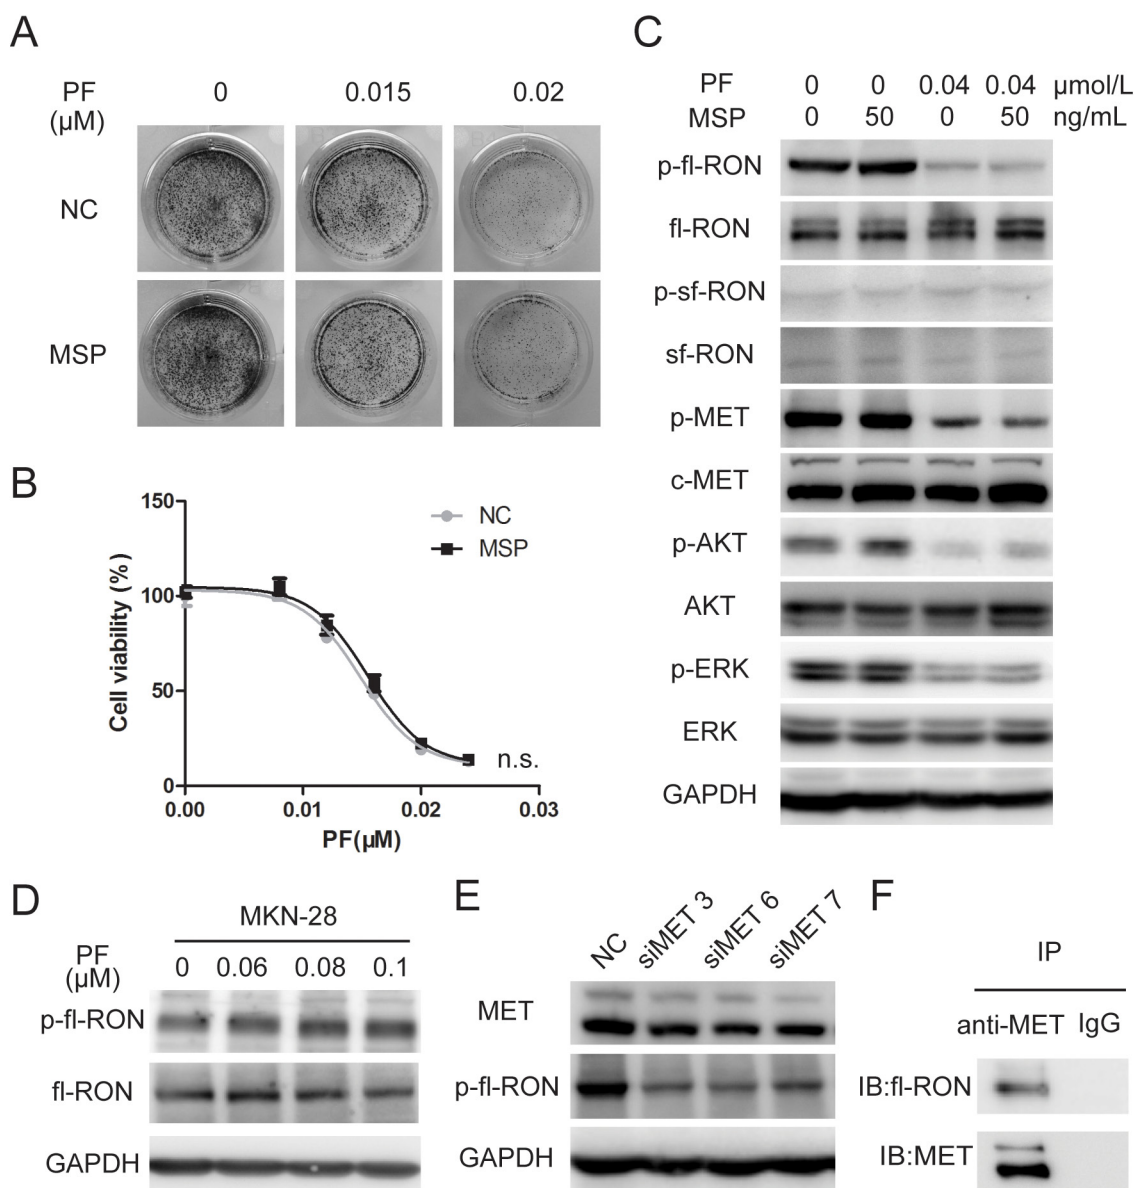 A
PF 0 0.015 0.02
(µM)
NC
MSP
B
150
100
50
0
Cell viability (%)
NC
MSP
n.s.
0.00 0.01 0.02 0.03
PF(µM)
C
PF 0 0 0.04 0.04 µmol/L
MSP 0 50 0 50 ng/mL
p-fl-RON
fl-RON
p-sf-RON
sf-RON
p-MET
c-MET
p-AKT
AKT
p-ERK
ERK
GAPDH
D
MKN-28
PF
(µM) 0 0.06 0.08 0.1
p-fl-RON
fl-RON
GAPDH
E
NC siMET 3 siMET 6 siMET 7
MET
p-fl-RON
GAPDH
F
IP
anti-MET IgG
IB:fl-RON
IB:MET